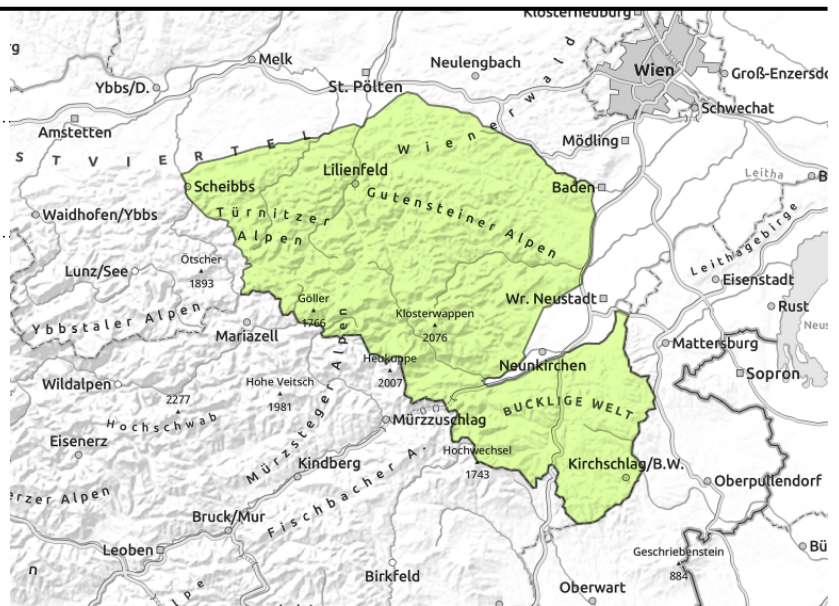 Klosterneuburg
g
Melk
Neulengbach
Ybbs/D.
St. Pölten
Wien
Groß-Enzersdo
Schwechat
Amstetten
Wienerwald
Mödling
STVIERTEL
Lilienfeld
Leitha
B
Scheibbs
Baden
Waidhofen/Ybbs
Türnitzer
Alpen
Gutensteiner Alpen
Leithagebirge
Ötscher
1893
Lunz/See
Eisenstadt
Göller
1766
Wr. Neustadt
Rust
Ybbstaler Alpen
Klosterwappen
2076
Neus
Mariazell
Mattersburg
Heukuppe
2007
Neunkirchen
Sopron
Wildalpen
Hohe Veitsch
1981
2277
Hochschwab
BUCKLIGE WELT
Mürzzuschlag
Mürzsteger Alpen
Eisenerz
Hochwechsel
1743
Kindberg
Kirchschlag/B.W.
Fischbacher A.
Oberpullendorf
erzer Alpen
Bruck/Mur
Leoben
Geschriebenstein
884
Bü
n
Birkfeld
Oberwart
lpe